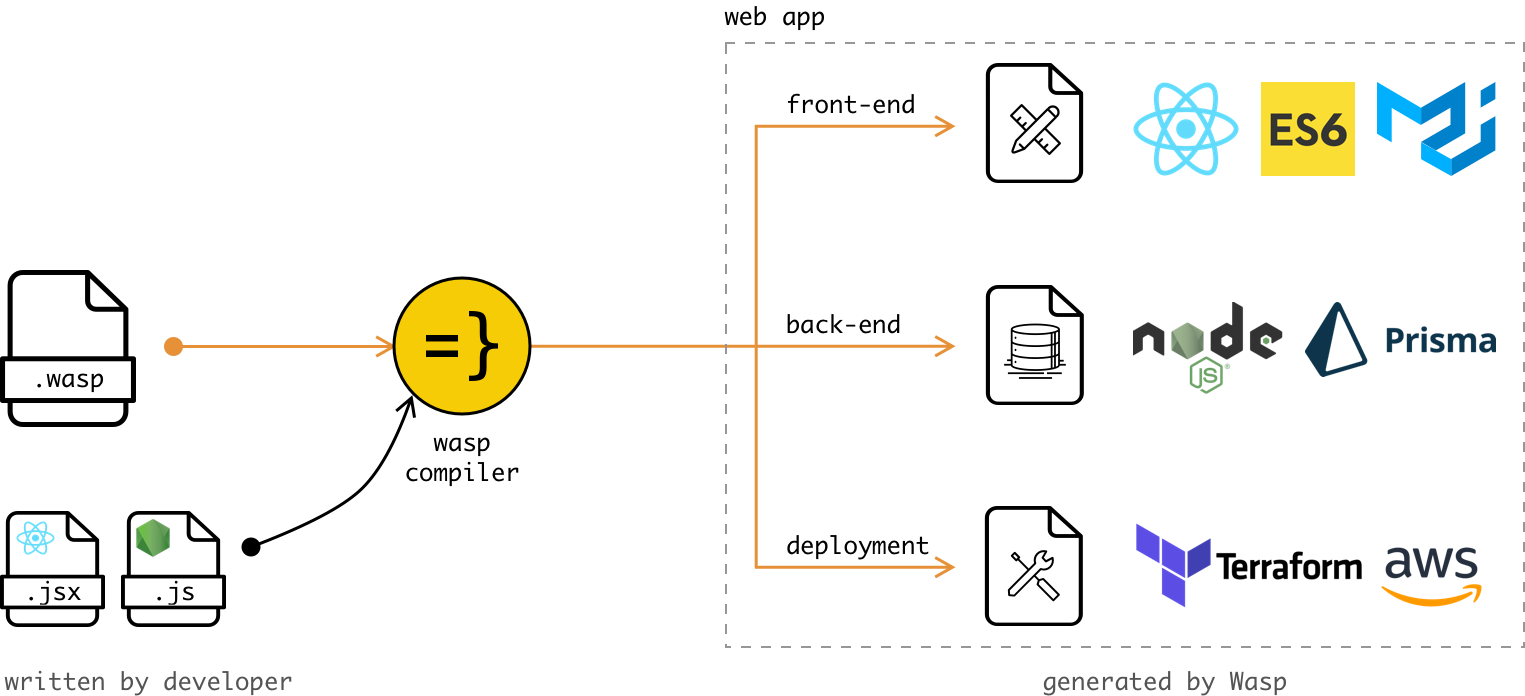 web app
front-end
ES6
.wasp
=}
wasp
compiler
back-end
node
JS
®
Prisma
.jsx
.js
deployment
Terraform
aws
written by developer
generated by Wasp